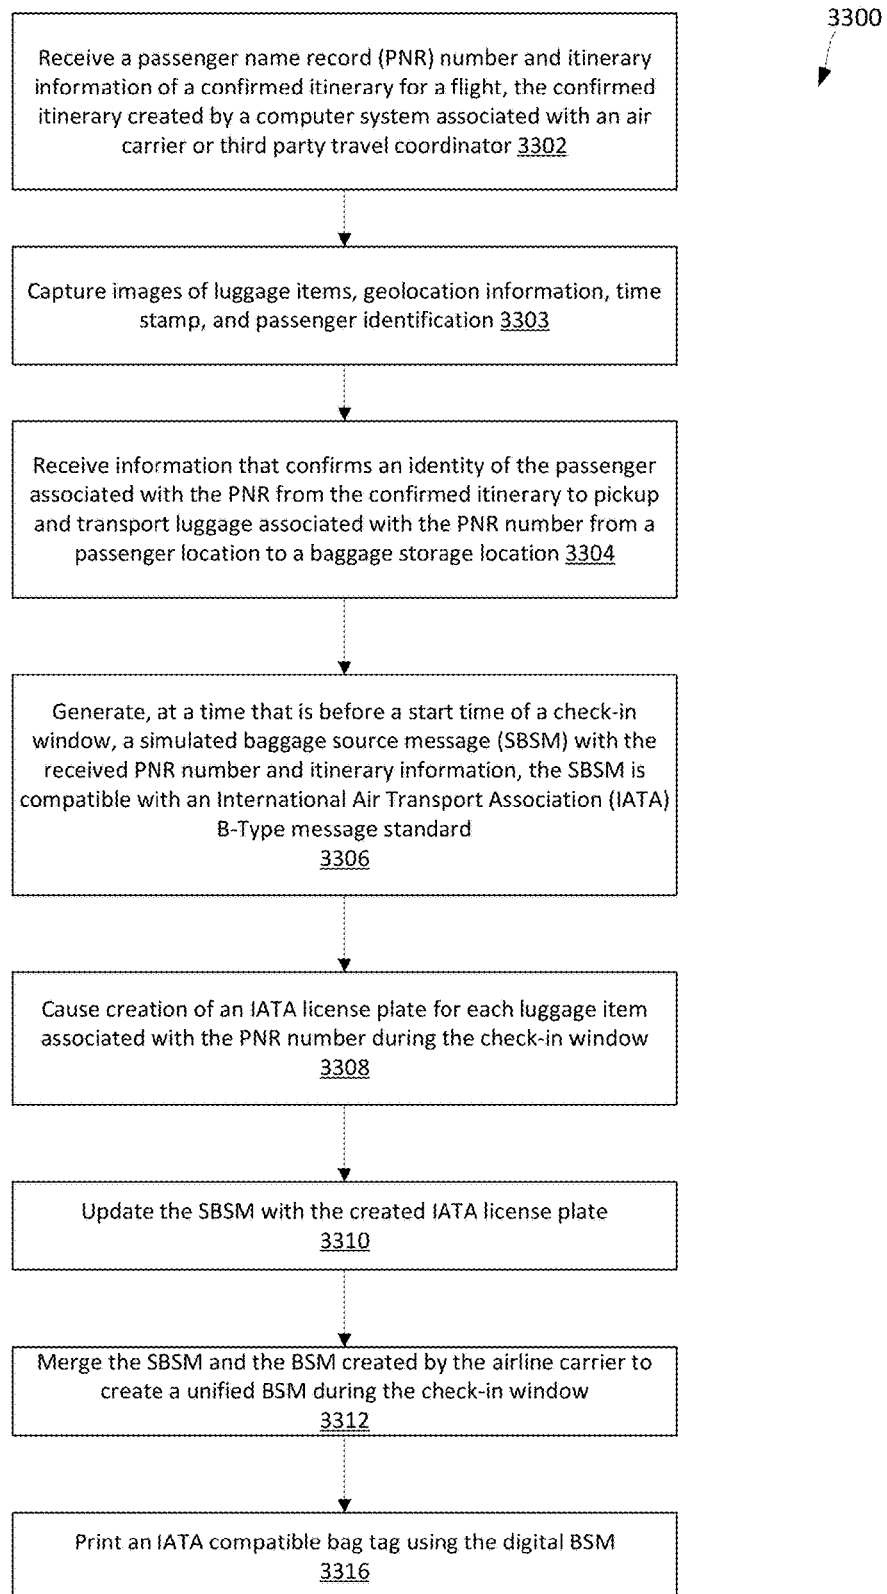 3300
Receive a passenger name record (PNR) number and itinerary
information of a confirmed itinerary for a flight, the confirmed
itinerary created by a computer system associated with an air
carrier or third party travel coordinator 3302
Capture images of luggage items, geolocation information, time
stamp, and passenger identification 3303
Receive information that confirms an identity of the passenger
associated with the PNR from the confirmed itinerary to pickup
and transport luggage associated with the PNR number from a
passenger location to a baggage storage location 3304
Generate, at a time that is before a start time of a check-in
window, a simulated baggage source message (SBSM) with the
received PNR number and itinerary information, the SBSM is
compatible with an International Air Transport Association (IATA)
B-Type message standard
3306
Cause creation of an IATA license plate for each luggage item
associated with the PNR number during the check-in window
3308
Update the SBSM with the created IATA license plate
3310
Merge the SBSM and the BSM created by the airline carrier to
create a unified BSM during the check-in window
3312
Print an IATA compatible bag tag using the digital BSM
3316